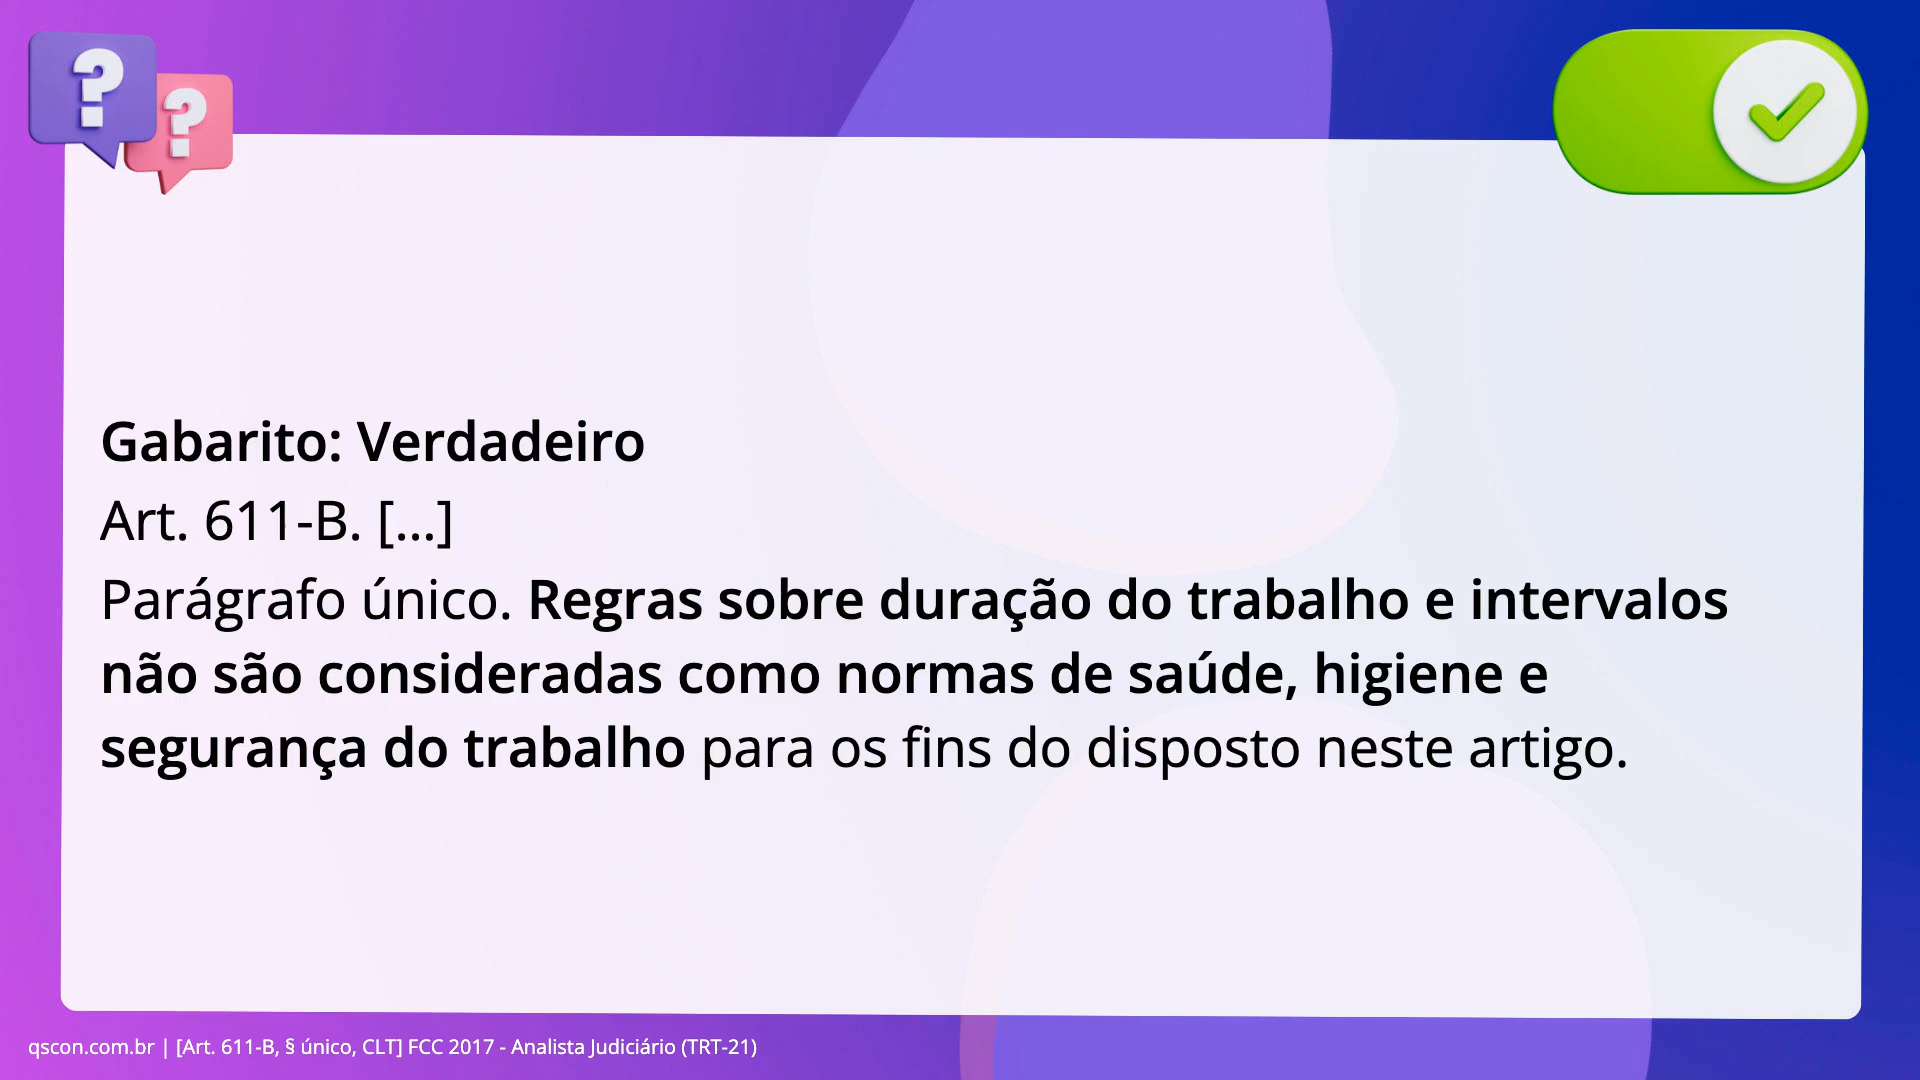 ?
?
Gabarito: Verdadeiro
Art. 611-B. [...]
Parágrafo único. Regras sobre duração do trabalho e intervalos
não são consideradas como normas de saúde, higiene e
segurança do trabalho para os fins do disposto neste artigo.
qscon.com.br | [Art. 611-B, § único, CLT] FCC 2017 - Analista Judiciário (TRT-21)